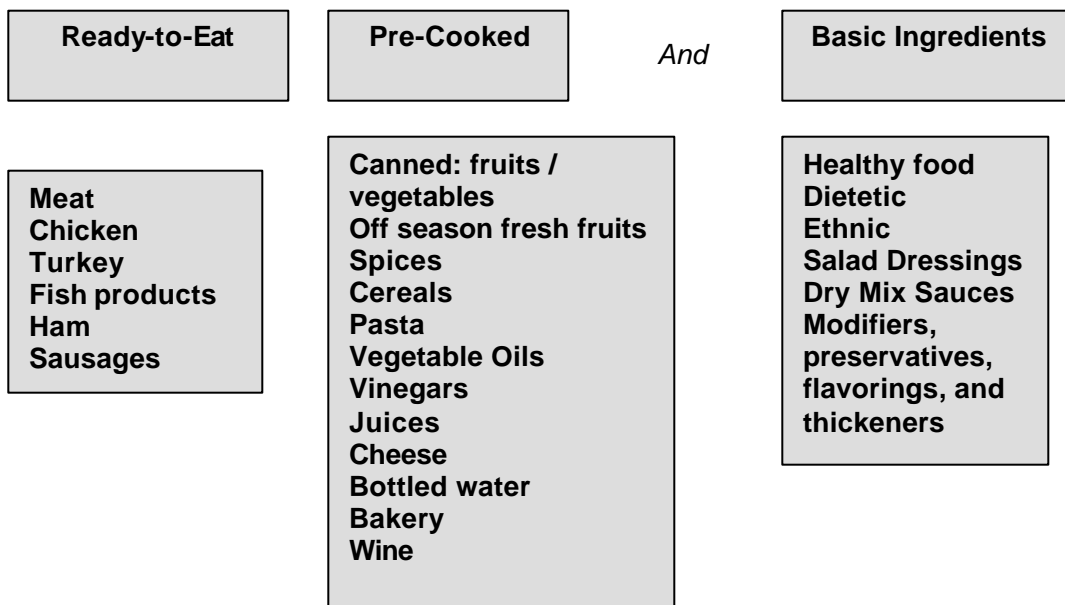 Ready-to-Eat
Pre-Cooked
And
Basic Ingredients
Meat
Chicken
Turkey
Fish products
Ham
Sausages
Canned: fruits /
vegetables
Off season fresh fruits
Spices
Cereals
Pasta
Vegetable Oils
Vinegars
Juices
Cheese
Bottled water
Bakery
Wine
Healthy food
Dietetic
Ethnic
Salad Dressings
Dry Mix Sauces
Modifiers,
preservatives,
flavorings, and
thickeners